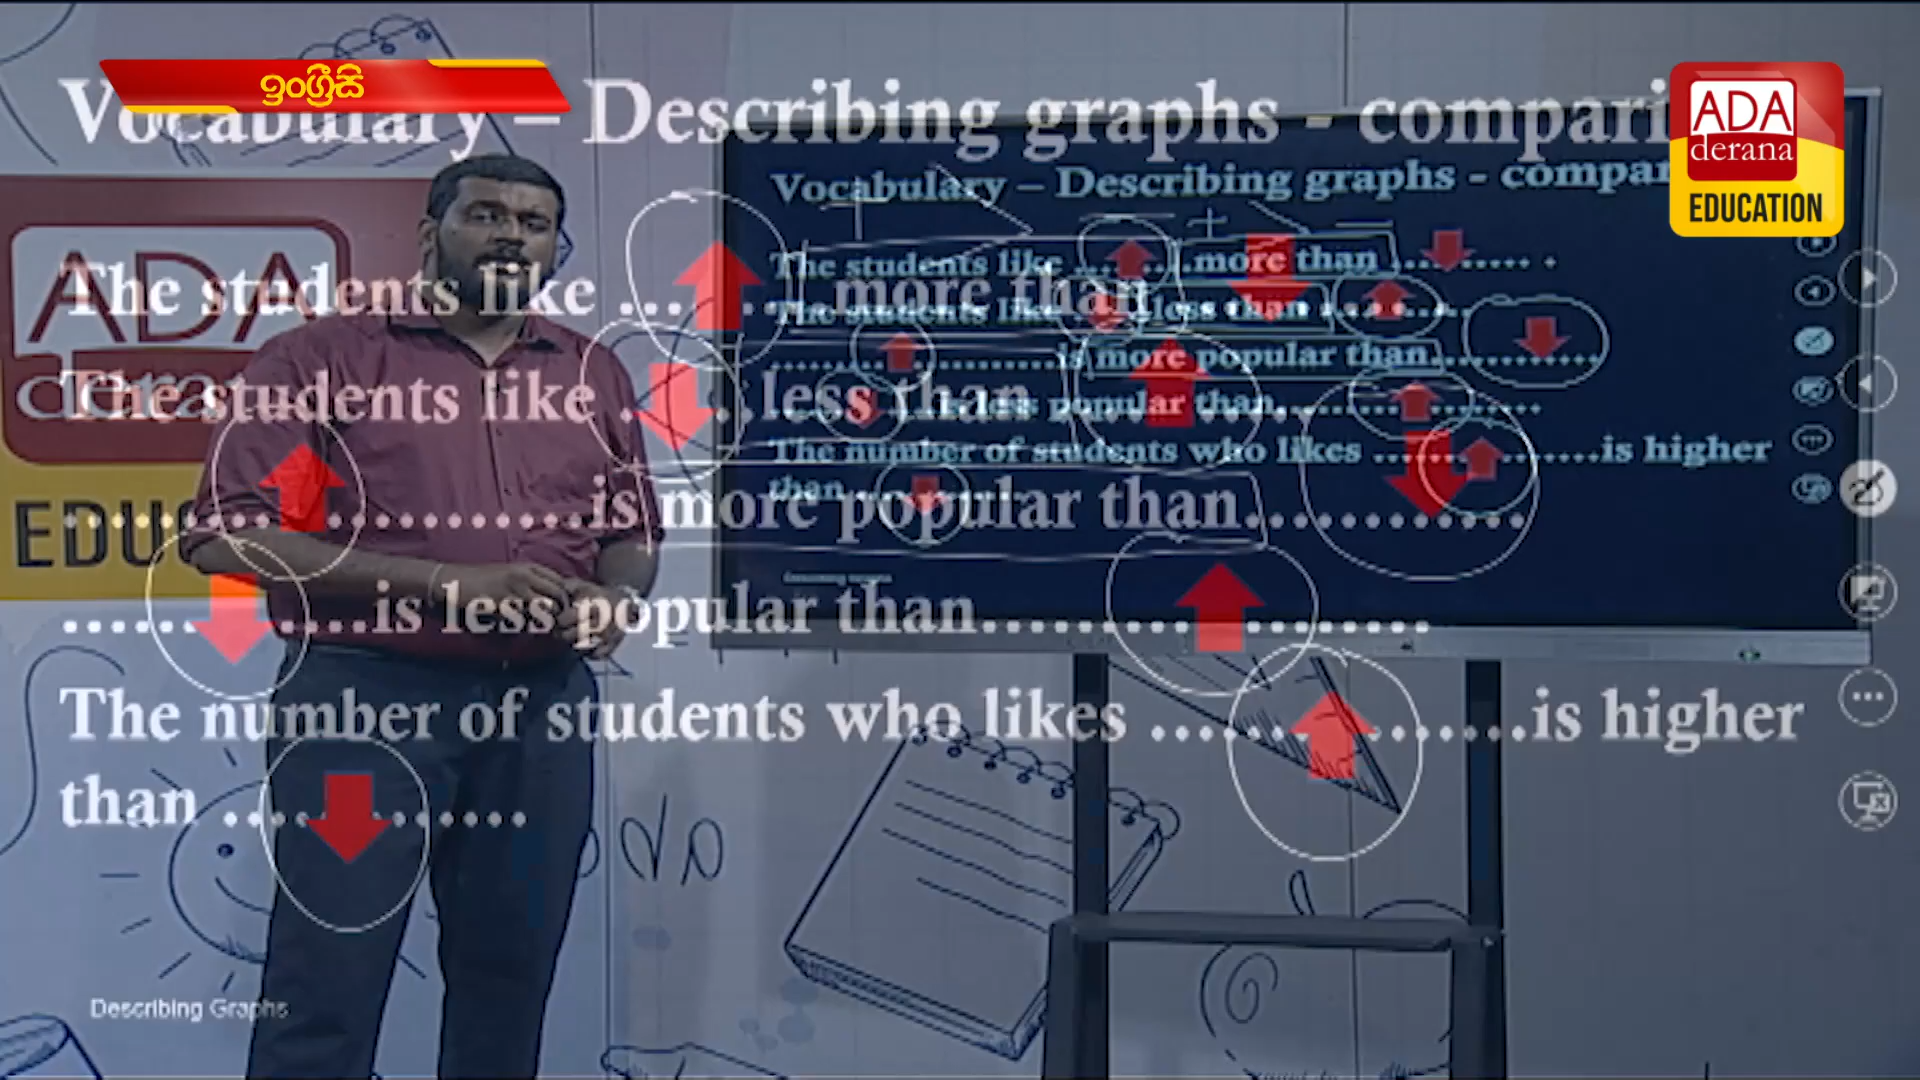 ඉංග්‍රීසි
Vocabulary – Describing graphs - compari
ADA
derana
EDUCATION
Vocabulary – Describing graphs - compar
The students like ............more than............
The students like ............less than............
............is more popular than............
............is less popular than............
The number of students who likes ............is higher
than ............
The students like ............more than
The students like ............less than
............is more popular than............
............is less popular than............
The number of students who likes ............is higher
than ............
ADA
derana
EDUC
Describing Graphs